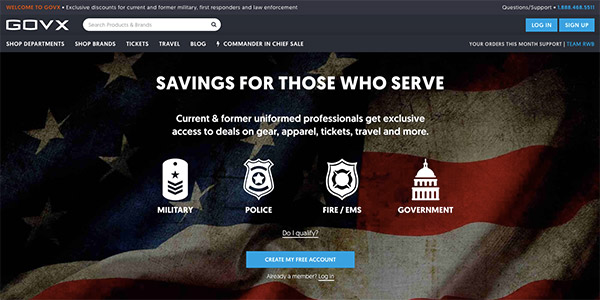 WELCOME TO GOVX • Exclusive discounts for current and former military, first responders and law enforcement
Questions/Support • 1.888.468.5511
GOVX
Search Products & Brands
LOG IN
SIGN UP
SHOP DEPARTMENTS
SHOP BRANDS
TICKETS
TRAVEL
BLOG
COMMANDER IN CHIEF SALE
YOUR ORDERS THIS MONTH SUPPORT | TEAM RWB
SAVINGS FOR THOSE WHO SERVE
Current & former uniformed professionals get exclusive
access to deals on gear, apparel, tickets, travel and more.
MILITARY
POLICE
FIRE / EMS
GOVERNMENT
Do I qualify?
CREATE MY FREE ACCOUNT
Already a member? Log in